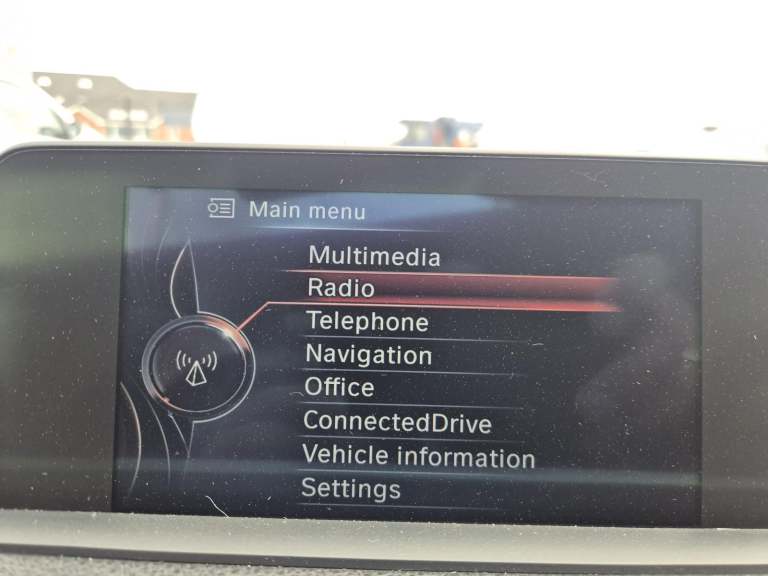 Main menu
Multimedia
Radio
Telephone
Navigation
Office
ConnectedDrive
Vehicle information
Settings